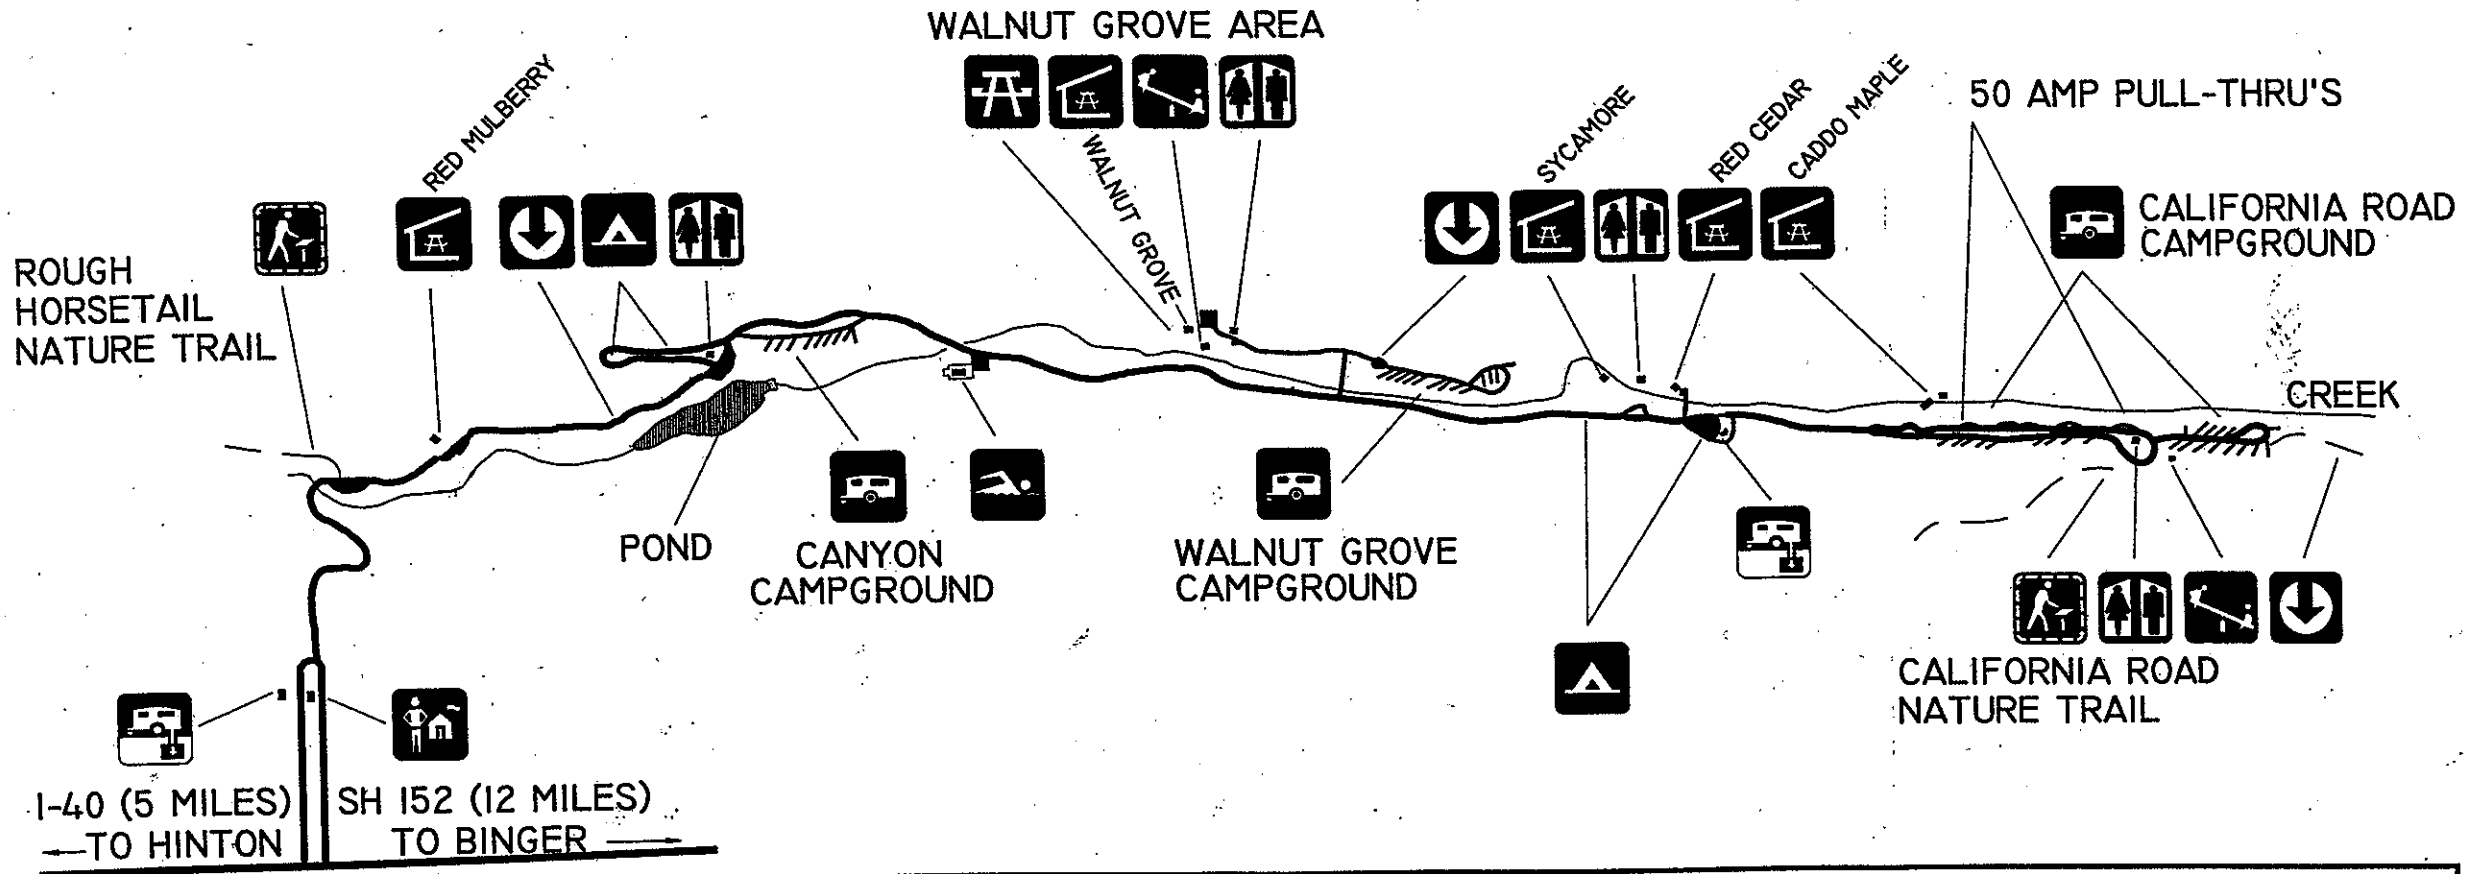 WALNUT GROVE AREA
RED MULBERRY
WALNUT GROVE
SYCAMORE
RED CEDAR
CADDO MAPLE
50 AMP PULL-THRU'S
CALIFORNIA ROAD
CAMPGROUND
ROUGH
HORSETAIL
NATURE TRAIL
CREEK
POND
CANYON
CAMPGROUND
WALNUT GROVE
CAMPGROUND
CALIFORNIA ROAD
NATURE TRAIL
I-40 (5 MILES)
TO HINTON
SH 152 (12 MILES)
TO BINGER